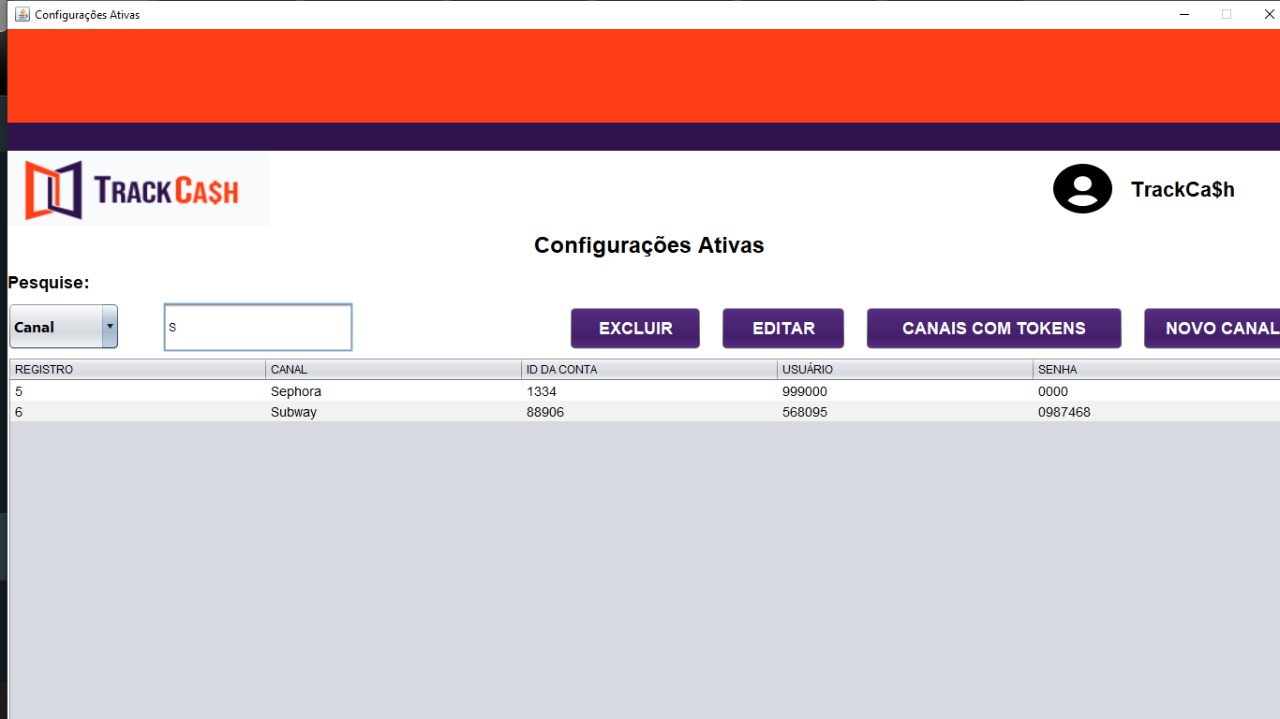 Configurações Ativas
TRACKCA$H
TrackCa$h
Configurações Ativas
Pesquise:
Canal s EXCLUIR EDITAR CANAIS COM TOKENS NOVO CANAL
REGISTRO CANAL ID DA CONTA USUÁRIO SENHA
5 Sephora 1334 999000 0000
6 Subway 88906 568095 0987468